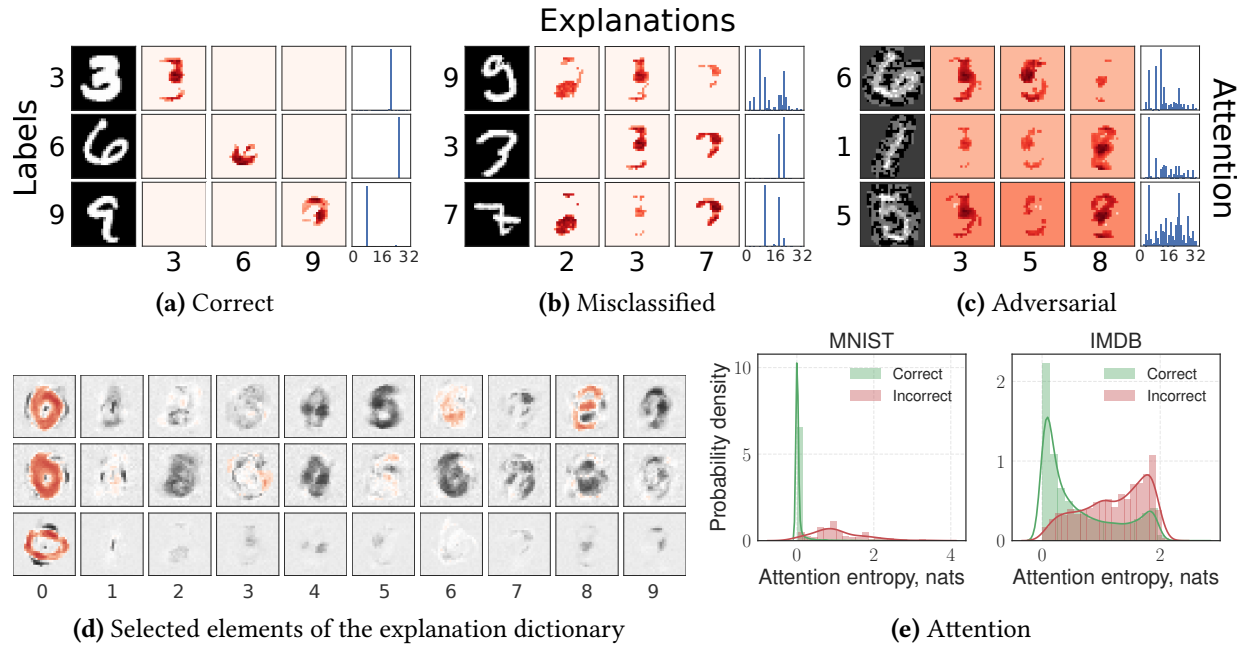 Explanations
Labels
3
6
9
3 6 9
0 16 32
(a) Correct
9
3
7
2 3 7
0 16 32
(b) Misclassified
6
1
5
3 5 8
0 16 32
(c) Adversarial
Attention
0 1 2 3 4 5 6 7 8 9
(d) Selected elements of the explanation dictionary
MNIST
Probability density
10
5
0
Correct
Incorrect
0 2 4
Attention entropy, nats
IMDB
2
1
0
Correct
Incorrect
0 2
Attention entropy, nats
(e) Attention